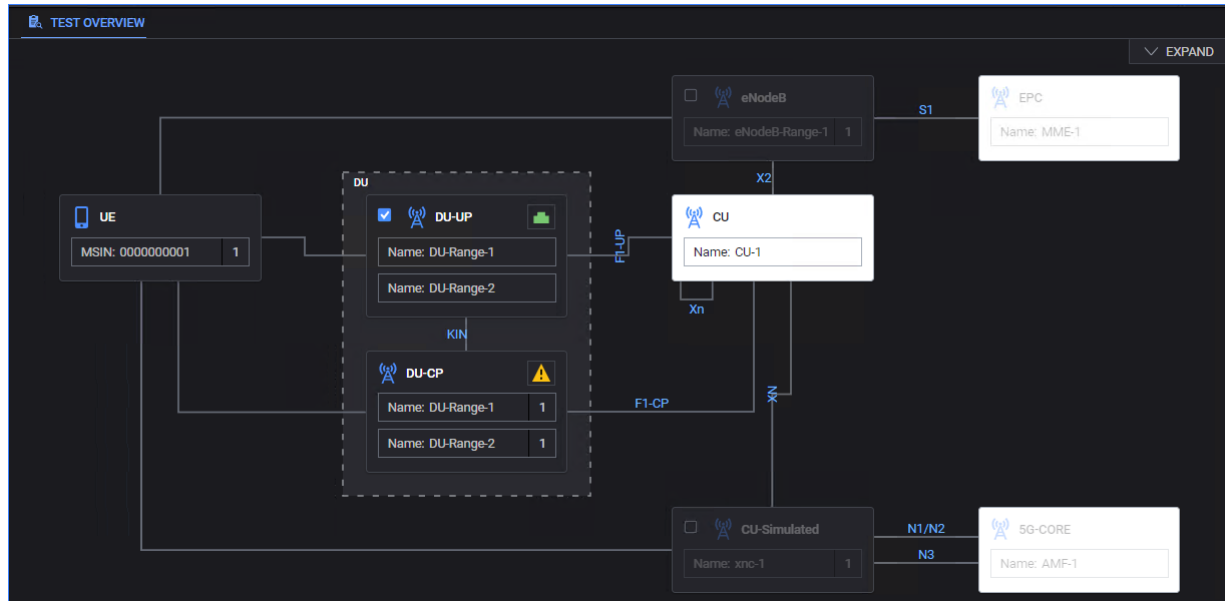 TEST OVERVIEW
EXPAND
eNodeB
Name: eNodeB-Range-1 1
S1
EPC
Name: MME-1
X2
DU
UE
MSIN: 0000000001 1
DU-UP
Name: DU-Range-1
Name: DU-Range-2
F1-UP
CU
Name: CU-1
Xn
KIN
DU-CP
Name: DU-Range-1 1
Name: DU-Range-2 1
F1-CP
XN
CU-Simulated
Name: xnc-1 1
N1/N2
N3
5G-CORE
Name: AMF-1